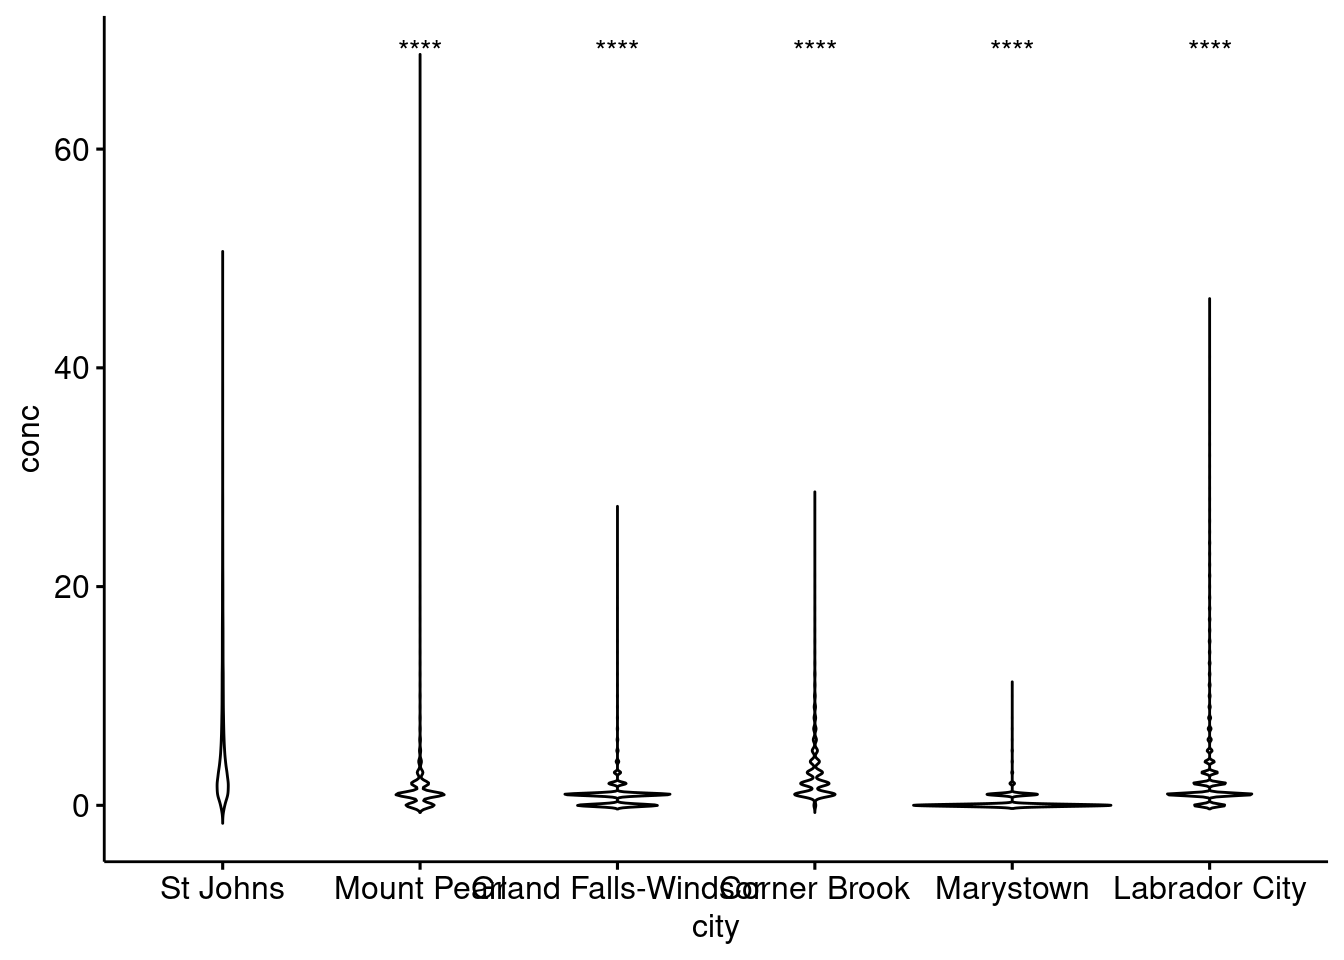 **** **** **** **** ****
60
40
20
0
conc
St Johns Mount Pearl Grand Falls-Windsor Corner Brook Marystown Labrador City
city